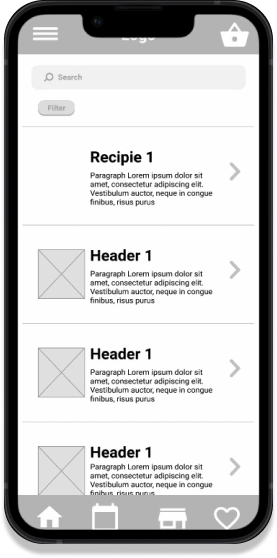 Logo
Search
Filter
Recipie 1
Paragraph Lorem ipsum dolor sit
amet, consectetur adipiscing elit.
Vestibulum auctor, neque in congue
finibus, risus purus
Header 1
Paragraph Lorem ipsum dolor sit
amet, consectetur adipiscing elit.
Vestibulum auctor, neque in congue
finibus, risus purus
Header 1
Paragraph Lorem ipsum dolor sit
amet, consectetur adipiscing elit.
Vestibulum auctor, neque in congue
finibus, risus purus
Header 1
Paragraph Lorem ipsum dolor sit
amet, consectetur adipiscing elit.
Vestibulum auctor, neque in congue
finibus, risus purus